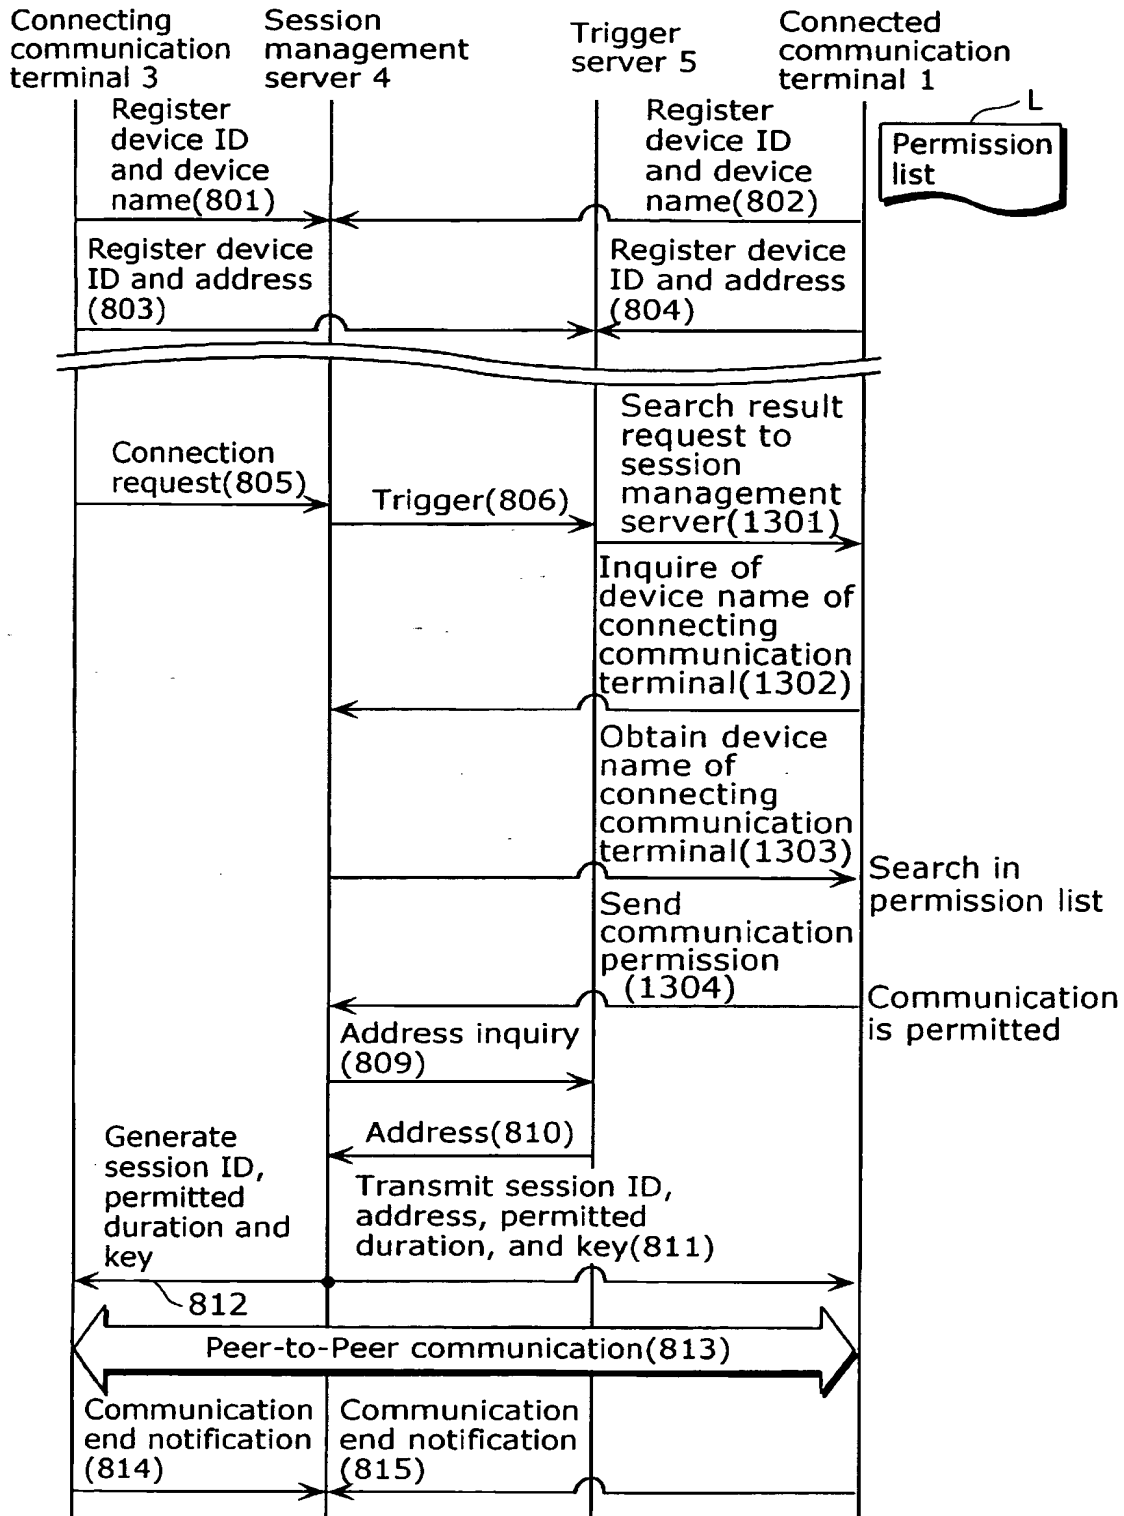 Connecting
communication
terminal 3
Session
management
server 4
Trigger
server 5
Connected
communication
terminal 1
L
Permission
list
Register
device ID
and device
name(801)
Register
device ID
and device
name(802)
Register device
ID and address
(803)
Register device
ID and address
(804)
Connection
request(805)
Trigger(806)
Search result
request to
session
management
server(1301)
Inquire of
device name of
connecting
communication
terminal(1302)
Obtain device
name of
connecting
communication
terminal(1303)
Search in
permission list
Send
communication
permission
(1304)
Communication
is permitted
Address inquiry
(809)
Address(810)
Generate
session ID,
permitted
duration and
key
Transmit session ID,
address, permitted
duration, and key(811)
812
Peer-to-Peer communication(813)
Communication
end notification
(814)
Communication
end notification
(815)